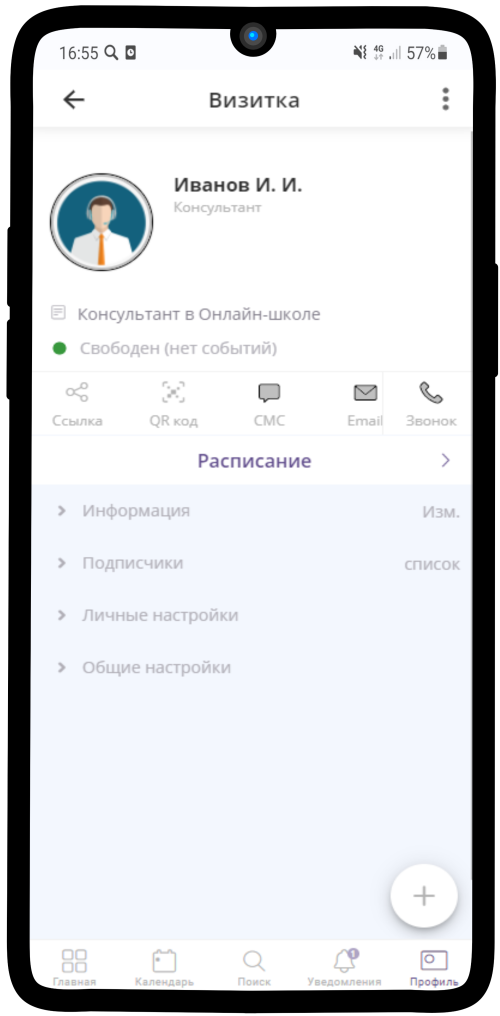 16:55 4G 57%
Визитка
Иванов И. И.
Консультант
Консультант в Онлайн-школе
Свободен (нет событий)
Ссылка QR код СМС Email Звонок
Расписание
Информация Изм.
Подписчики список
Личные настройки
Общие настройки
1
Главная Календарь Поиск Уведомления Профиль